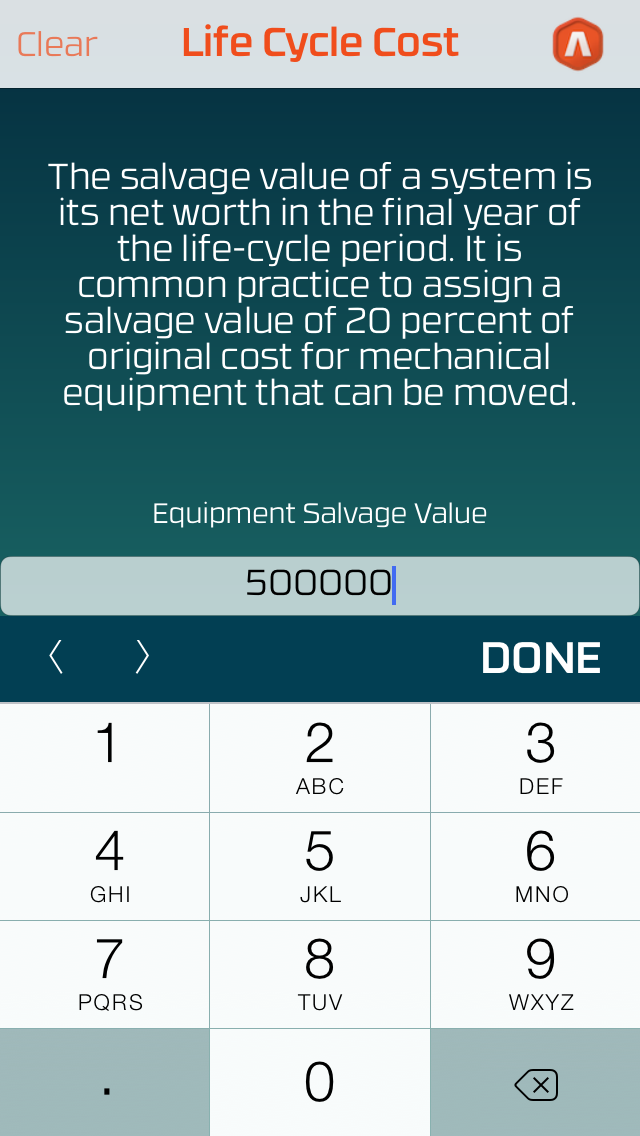 Clear Life Cycle Cost
The salvage value of a system is
its net worth in the final year of
the life-cycle period. It is
common practice to assign a
salvage value of 20 percent of
original cost for mechanical
equipment that can be moved.
Equipment Salvage Value
500000
DONE
1 2 3
ABC DEF
4 5 6
GHI JKL MNO
7 8 9
PQRS TUV WXYZ
. 0